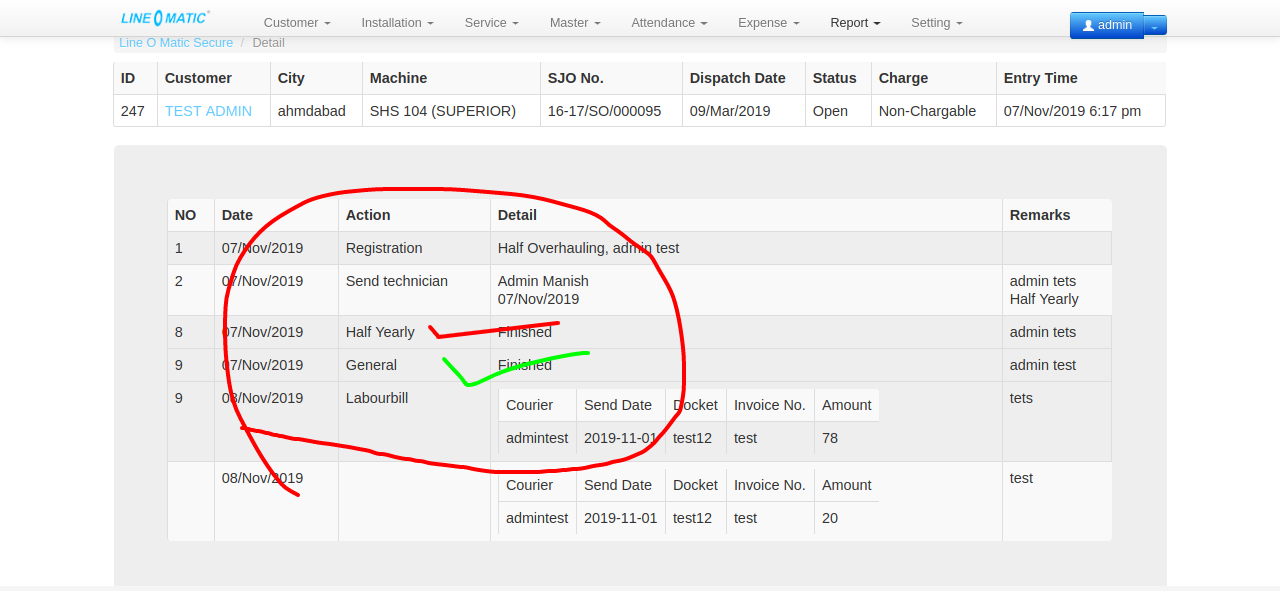 LINE O MATIC®
Customer Installation Service Master Attendance Expense Report Setting admin
Line O Matic Secure / Detail
ID Customer City Machine SJO No. Dispatch Date Status Charge Entry Time
247 TEST ADMIN ahmdabad SHS 104 (SUPERIOR) 16-17/SO/000095 09/Mar/2019 Open Non-Chargable 07/Nov/2019 6:17 pm
NO Date Action Detail Remarks
1 07/Nov/2019 Registration Half Overhauling, admin test
2 07/Nov/2019 Send technician Admin Manish admin tets
07/Nov/2019 Half Yearly
8 07/Nov/2019 Half Yearly Finished admin tets
9 07/Nov/2019 General Finished admin test
9 08/Nov/2019 Labourbill Courier Send Date Docket Invoice No. Amount tets
admintest 2019-11-01 test12 test 78
08/Nov/2019 Courier Send Date Docket Invoice No. Amount test
admintest 2019-11-01 test12 test 20